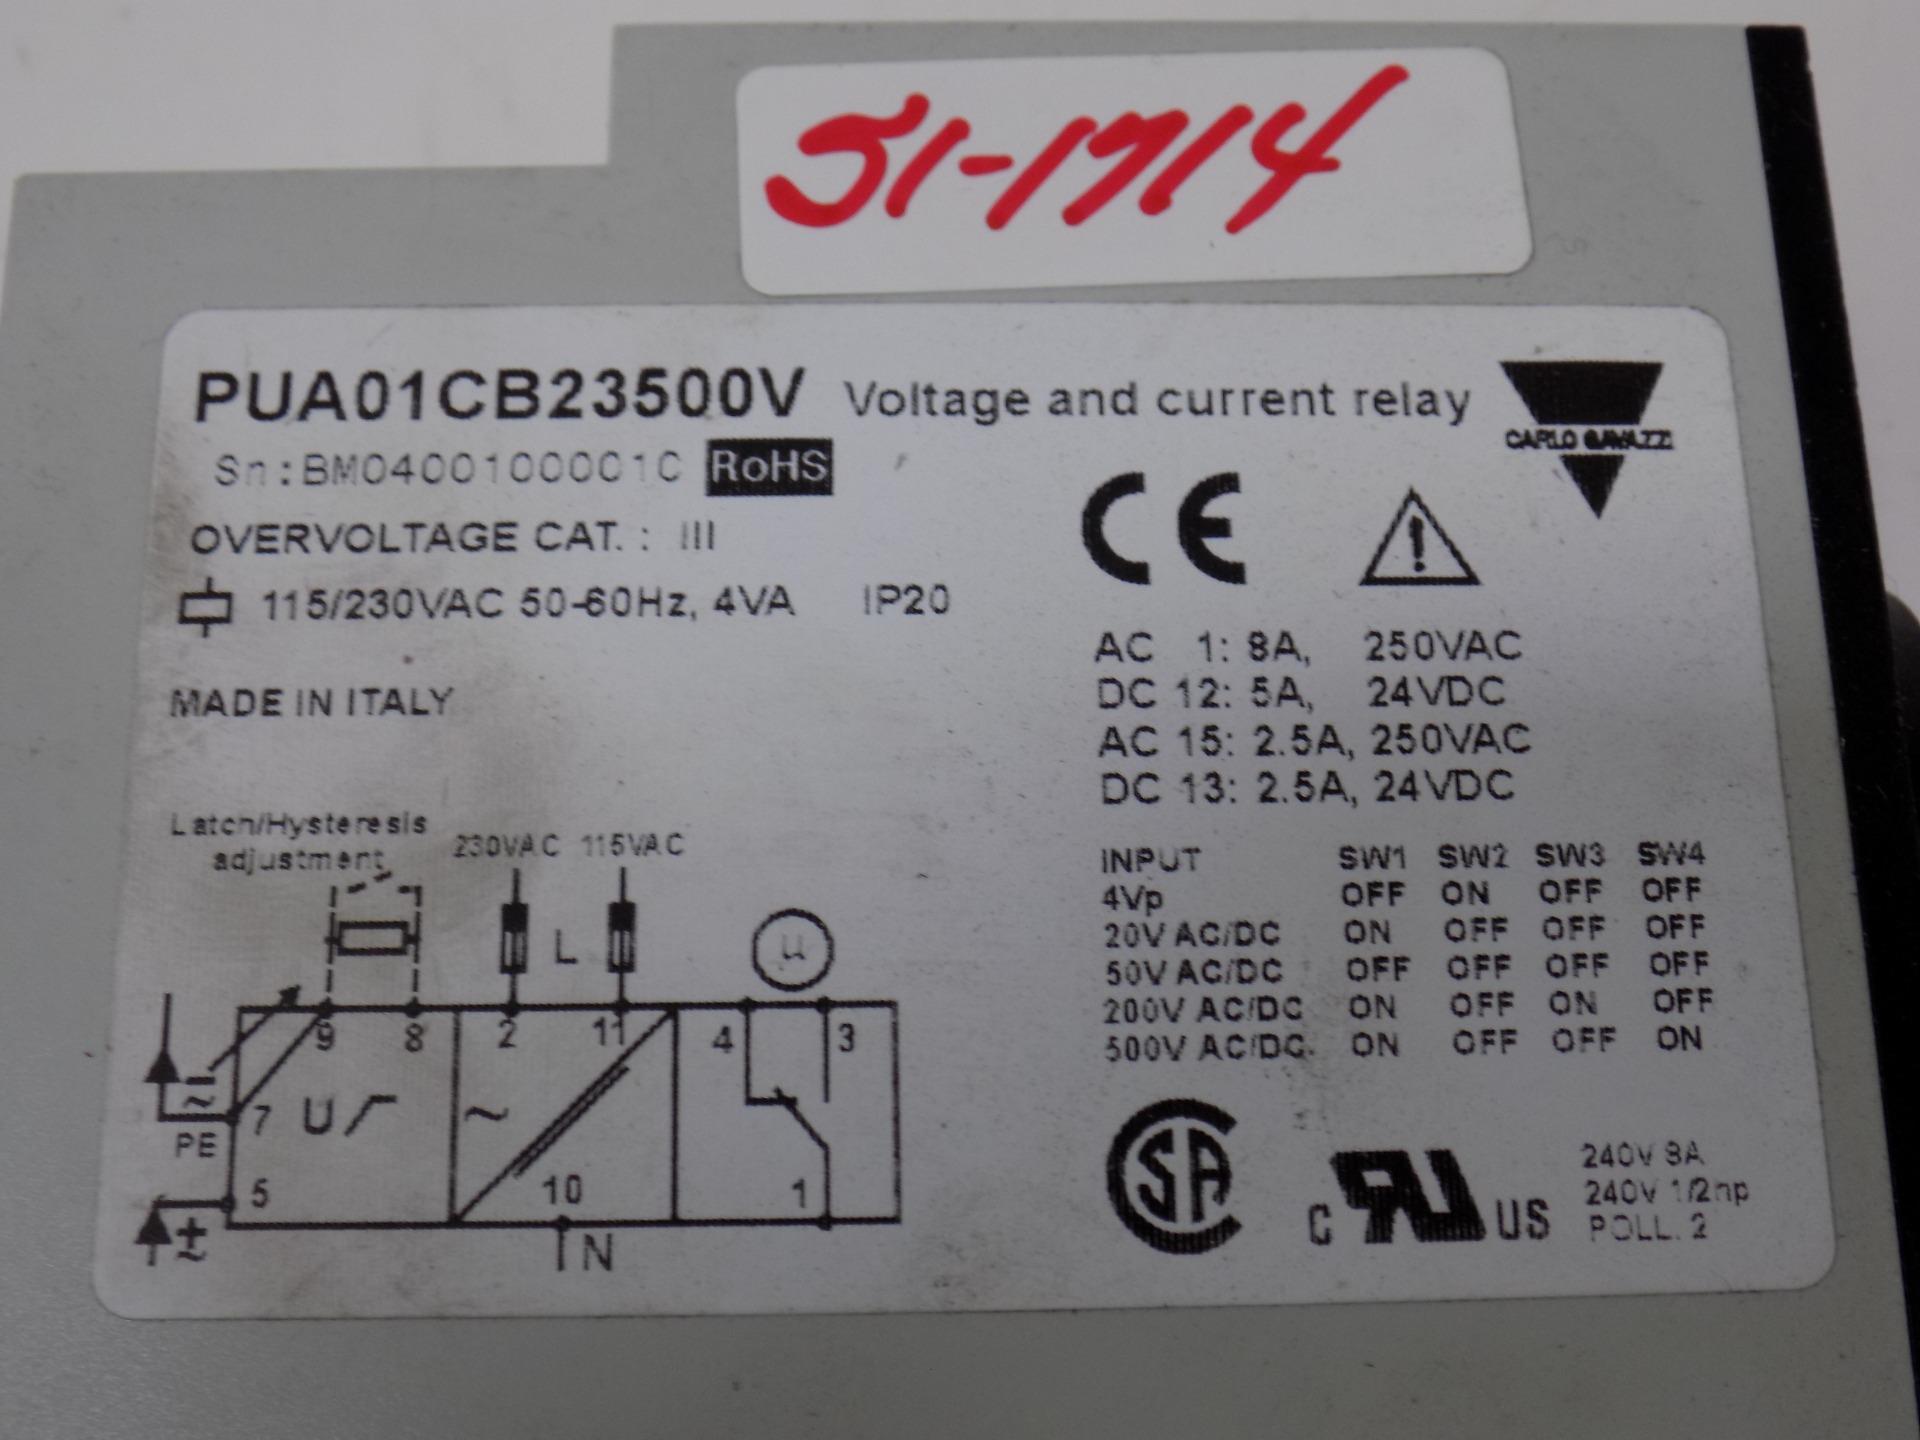 51-1714
PUA01CB23500V Voltage and current relay
CARLO GAVAZZI
Sn:BM0400100001C RoHS
OVERVOLTAGE CAT. : III
CE
115/230VAC 50-60Hz, 4VA IP20
MADE IN ITALY
AC 1: 8A, 250VAC
DC 12: 5A, 24VDC
AC 15: 2.5A, 250VAC
DC 13: 2.5A, 24VDC
INPUT SW1 SW2 SW3 SW4
4Vp OFF ON OFF OFF
20V AC/DC ON OFF OFF OFF
50V AC/DC OFF OFF OFF OFF
200V AC/DC ON OFF ON OFF
500V AC/DC. ON OFF OFF ON
Latch/Hysteresis
adjustment
230VAC 115VAC
L μ
9 8 2 11 4 3
7 U ~
PE
5 10 1
± ~
N
SA
c RU US
240V 8A
240V 1/2hp
POLL. 2